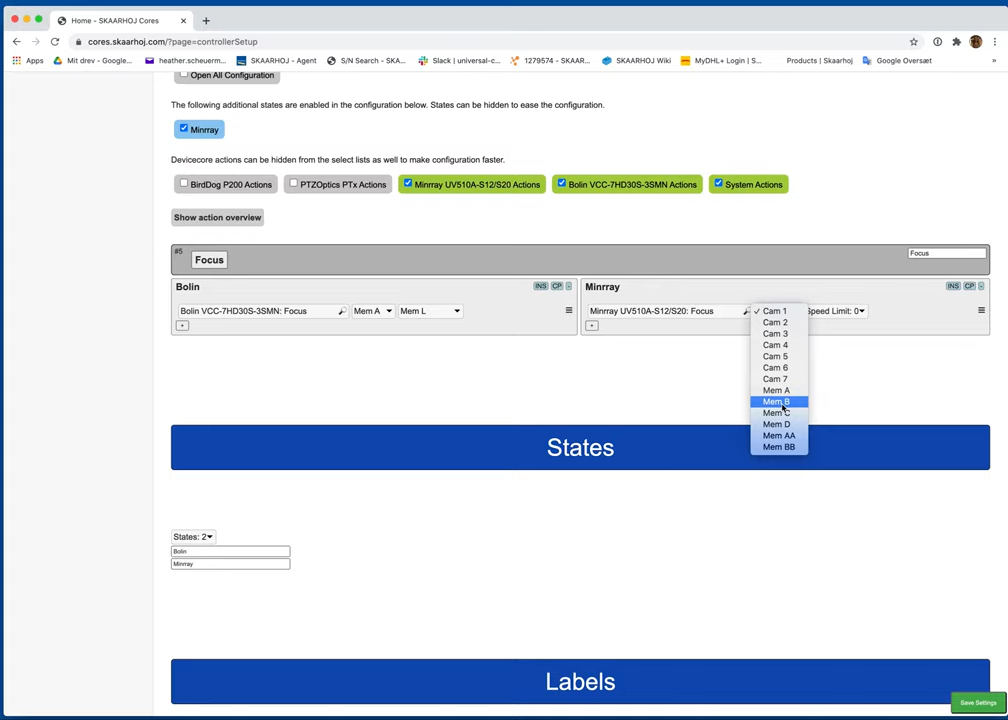 Home - SKAARHOJ Cores
cores.skaarhoj.com/?page=controllerSetup
Apps
Mit drev - Google...
heather.scheuerm...
SKAARHOJ - Agent
S/N Search - SKA...
Slack | universal-c...
1279574 - SKAAR...
SKAARHOJ Wiki
MyDHL+ Login | S...
Products | Skaarhoj
Google Oversæt
»
Open All Configuration
The following additional states are enabled in the configuration below. States can be hidden to ease the configuration.
Minrray
Devicecore actions can be hidden from the select lists as well to make configuration faster.
BirdDog P200 Actions
PTZOptics PTx Actions
Minrray UV510A-S12/S20 Actions
Bolin VCC-7HD30S-3SMN Actions
System Actions
Show action overview
#5
Focus
Focus
Bolin
INS CP -
Minrray
INS CP -
Bolin VCC-7HD30S-3SMN: Focus
Mem A
Mem L
+
Minrray UV510A-S12/S20: Focus
Speed Limit: 0
+
✓ Cam 1
Cam 2
Cam 3
Cam 4
Cam 5
Cam 6
Cam 7
Mem A
Mem B
Mem C
Mem D
Mem AA
Mem BB
States
States: 2
Bolin
Minrray
Labels
Save Settings